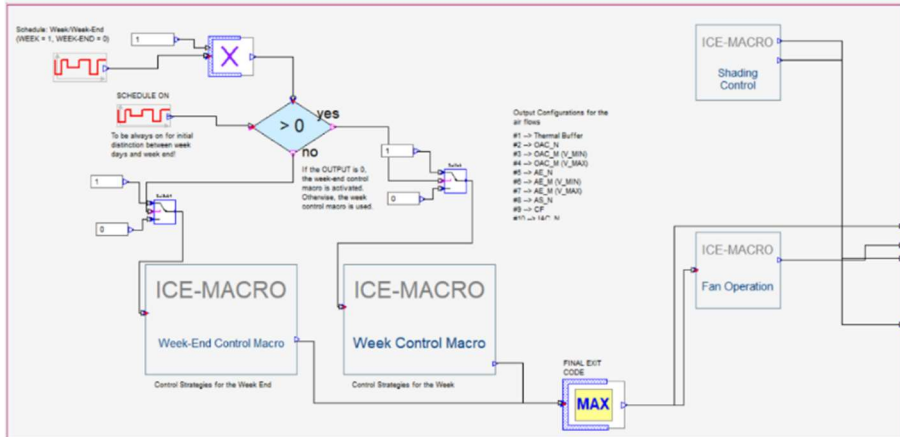 Schedule: Week/Week-End
(WEEK = 1, WEEK-END = 0)
1
X
SCHEDULE ON
To be always on for initial
distinction between week
days and week end!
> 0
yes
no
If the OUTPUT is 0,
the week-end control
macro is activated.
Otherwise, the week
control macro is used.
1
0
1
0
Output Configurations for the
air flows
#1 --> Thermal Buffer
#2 --> OAC_N
#3 --> OAC_M (V_MIN)
#4 --> OAC_M (V_MAX)
#5 --> AE_N
#6 --> AE_M (V_MIN)
#7 --> AE_M (V_MAX)
#8 --> AS_N
#9 --> CF
#10 --> IAC_N
ICE-MACRO
Shading
Control
ICE-MACRO
Fan Operation
ICE-MACRO
Week-End Control Macro
Control Strategies for the Week End
ICE-MACRO
Week Control Macro
Control Strategies for the Week
FINAL EXIT
CODE
MAX